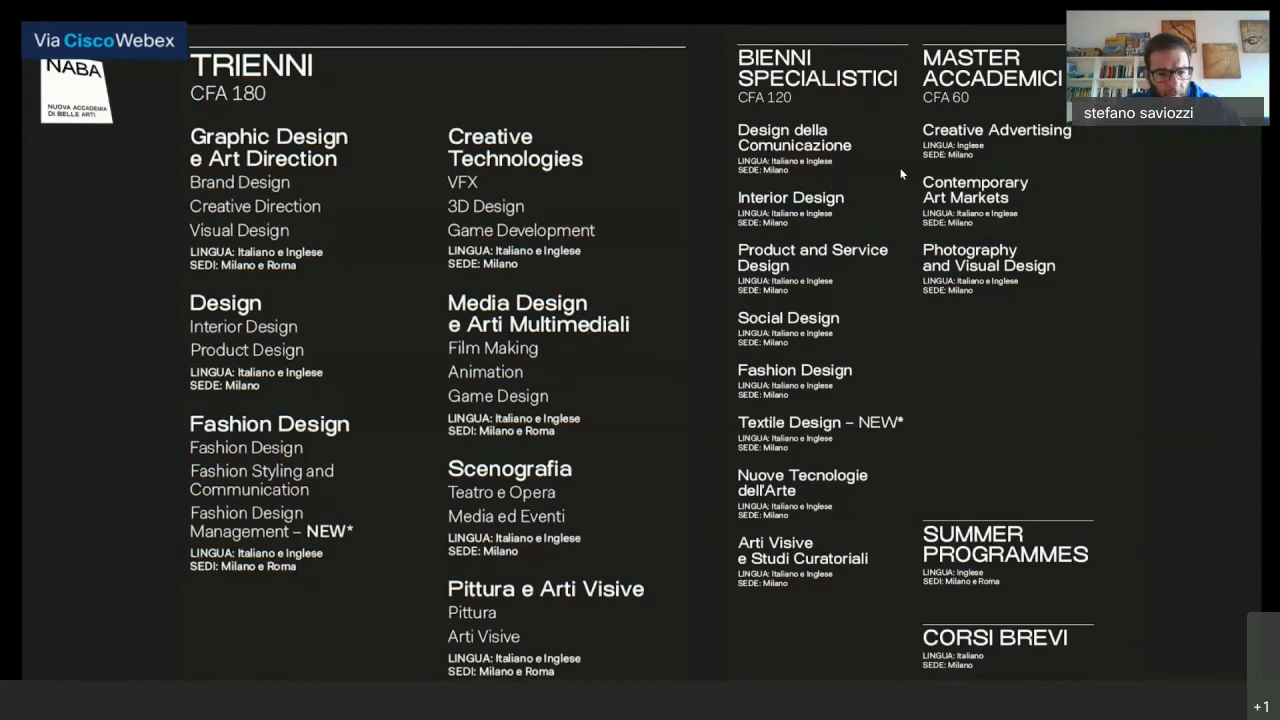 Via Cisco Webex
NABA
NUOVA ACCADEMIA
DI BELLE ARTI
TRIENNI
CFA 180
Graphic Design
e Art Direction
Brand Design
Creative Direction
Visual Design
LINGUA: Italiano e Inglese
SEDI: Milano e Roma
Design
Interior Design
Product Design
LINGUA: Italiano e Inglese
SEDE: Milano
Fashion Design
Fashion Design
Fashion Styling and
Communication
Fashion Design
Management – NEW*
LINGUA: Italiano e Inglese
SEDI: Milano e Roma
Creative
Technologies
VFX
3D Design
Game Development
LINGUA: Italiano e Inglese
SEDE: Milano
Media Design
e Arti Multimediali
Film Making
Animation
Game Design
LINGUA: Italiano e Inglese
SEDI: Milano e Roma
Scenografia
Teatro e Opera
Media ed Eventi
LINGUA: Italiano e Inglese
SEDE: Milano
Pittura e Arti Visive
Pittura
Arti Visive
LINGUA: Italiano e Inglese
SEDI: Milano e Roma
BIENNI
SPECIALISTICI
CFA 120
Design della
Comunicazione
LINGUA: Italiano e Inglese
SEDE: Milano
Interior Design
LINGUA: Italiano e Inglese
SEDE: Milano
Product and Service
Design
LINGUA: Italiano e Inglese
SEDE: Milano
Social Design
LINGUA: Italiano e Inglese
SEDE: Milano
Fashion Design
LINGUA: Italiano e Inglese
SEDE: Milano
Textile Design – NEW*
LINGUA: Italiano e Inglese
SEDE: Milano
Nuove Tecnologie
dell'Arte
LINGUA: Italiano e Inglese
SEDE: Milano
Arti Visive
e Studi Curatoriali
LINGUA: Italiano e Inglese
SEDE: Milano
MASTER
ACCADEMICI
CFA 60
Creative Advertising
LINGUA: Inglese
SEDE: Milano
Contemporary
Art Markets
LINGUA: Italiano e Inglese
SEDE: Milano
Photography
and Visual Design
LINGUA: Italiano e Inglese
SEDE: Milano
SUMMER
PROGRAMMES
LINGUA: Inglese
SEDI: Milano e Roma
CORSI BREVI
LINGUA: Italiano
SEDE: Milano
stefano saviozzi
+1